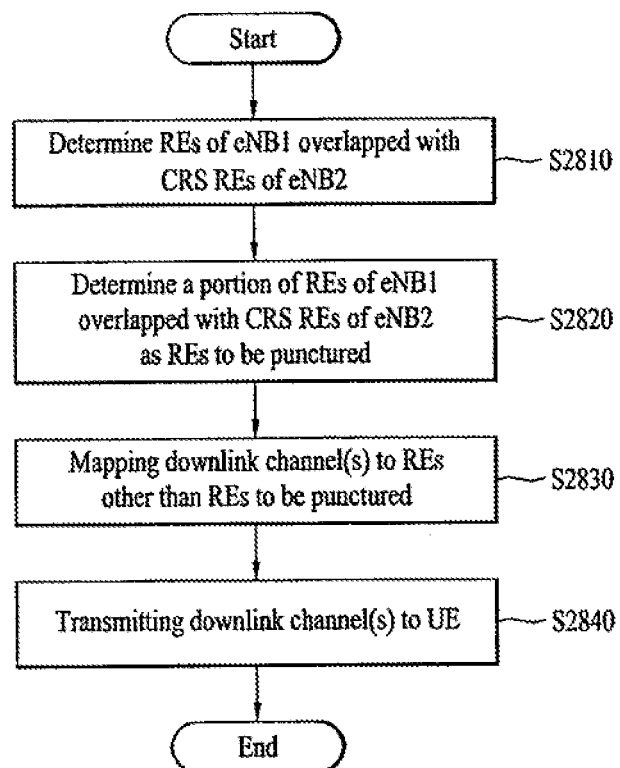 Start
Determine REs of eNB1 overlapped with
CRS REs of eNB2
S2810
Determine a portion of REs of eNB1
overlapped with CRS REs of eNB2
as REs to be punctured
S2820
Mapping downlink channel(s) to REs
other than REs to be punctured
S2830
Transmitting downlink channel(s) to UE
S2840
End